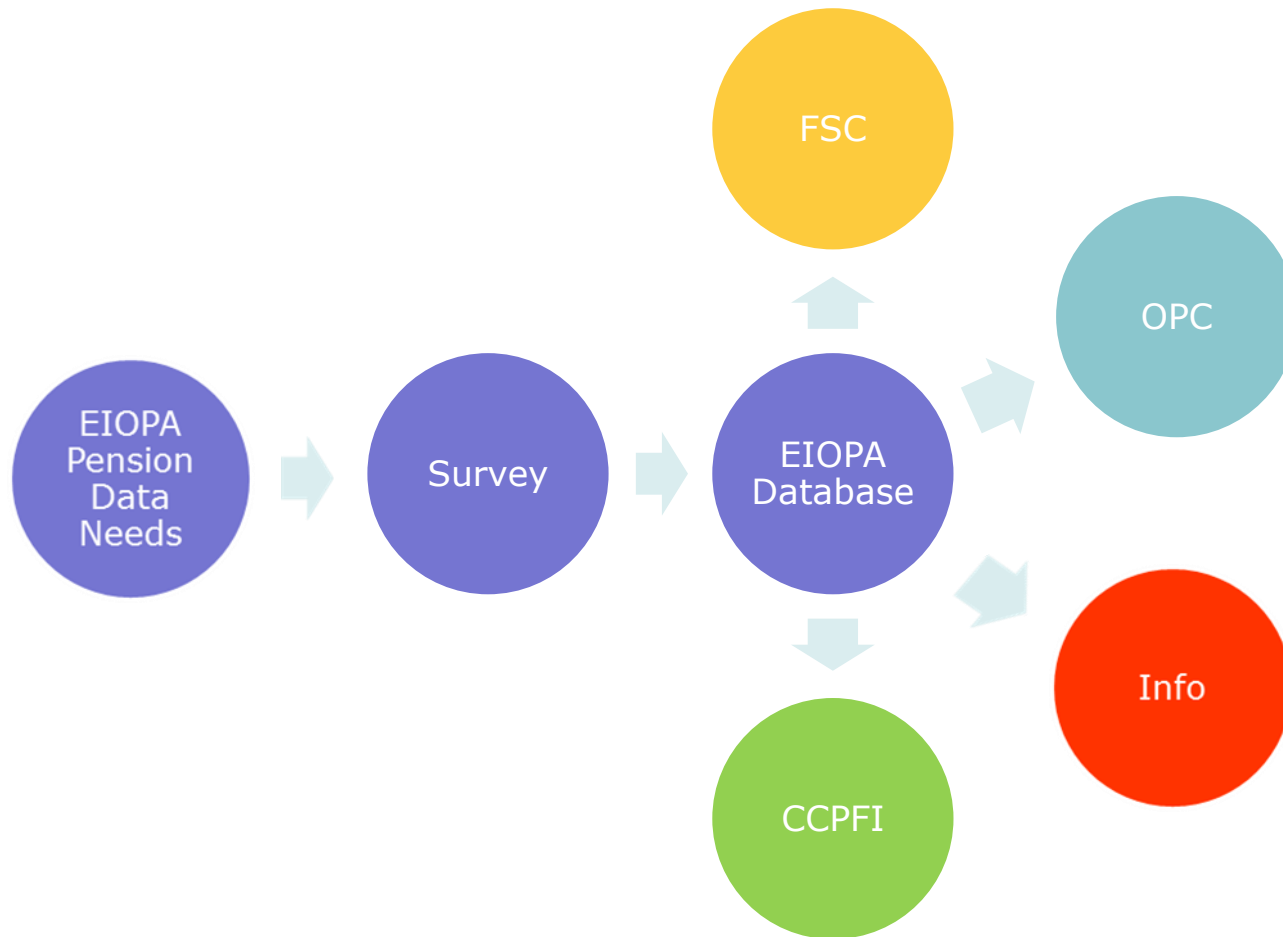 FSC
OPC
EIOPA
Pension
Data
Needs
Survey
EIOPA
Database
Info
CCPFI